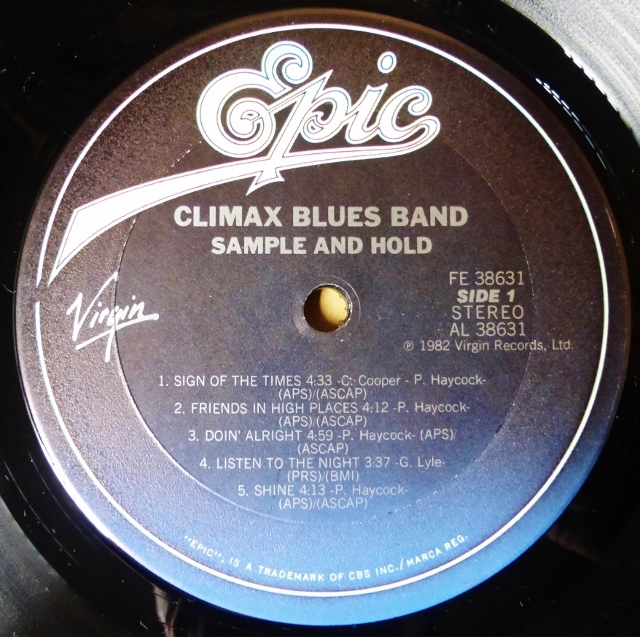 Epic
CLIMAX BLUES BAND
SAMPLE AND HOLD
Virgin
FE 38631
SIDE 1
STEREO
AL 38631
℗ 1982 Virgin Records, Ltd.
1. SIGN OF THE TIMES 4:33 -C. Cooper - P. Haycock-
(APS)/(ASCAP)
2. FRIENDS IN HIGH PLACES 4:12 -P. Haycock-
(APS)/(ASCAP)
3. DOIN' ALRIGHT 4:59 -P. Haycock- (APS)/
(ASCAP)
4. LISTEN TO THE NIGHT 3:37 -G. Lyle-
(PRS)/(BMI)
5. SHINE 4:13 -P. Haycock-
(APS)/(ASCAP)
"EPIC", IS A TRADEMARK OF CBS INC./MARCA REG.